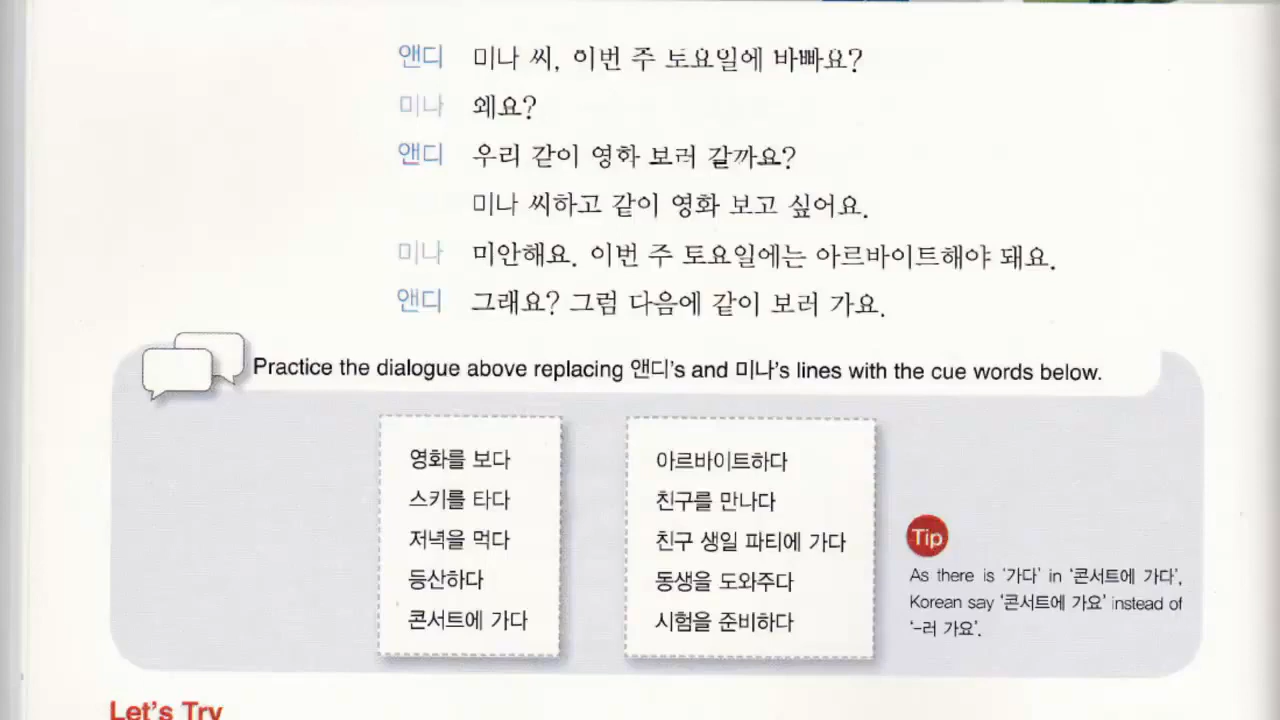 앤디 미나 씨, 이번 주 토요일에 바빠요?
미나 왜요?
앤디 우리 같이 영화 보러 갈까요?
미나 씨하고 같이 영화 보고 싶어요.
미나 미안해요. 이번 주 토요일에는 아르바이트해야 돼요.
앤디 그래요? 그럼 다음에 같이 보러 가요.
Practice the dialogue above replacing 앤디's and 미나's lines with the cue words below.
영화를 보다
스키를 타다
저녁을 먹다
등산하다
콘서트에 가다
아르바이트하다
친구를 만나다
친구 생일 파티에 가다
동생을 도와주다
시험을 준비하다
Tip
As there is '가다' in '콘서트에 가다',
Korean say '콘서트에 가요' instead of
'–러 가요'.
Let's Try